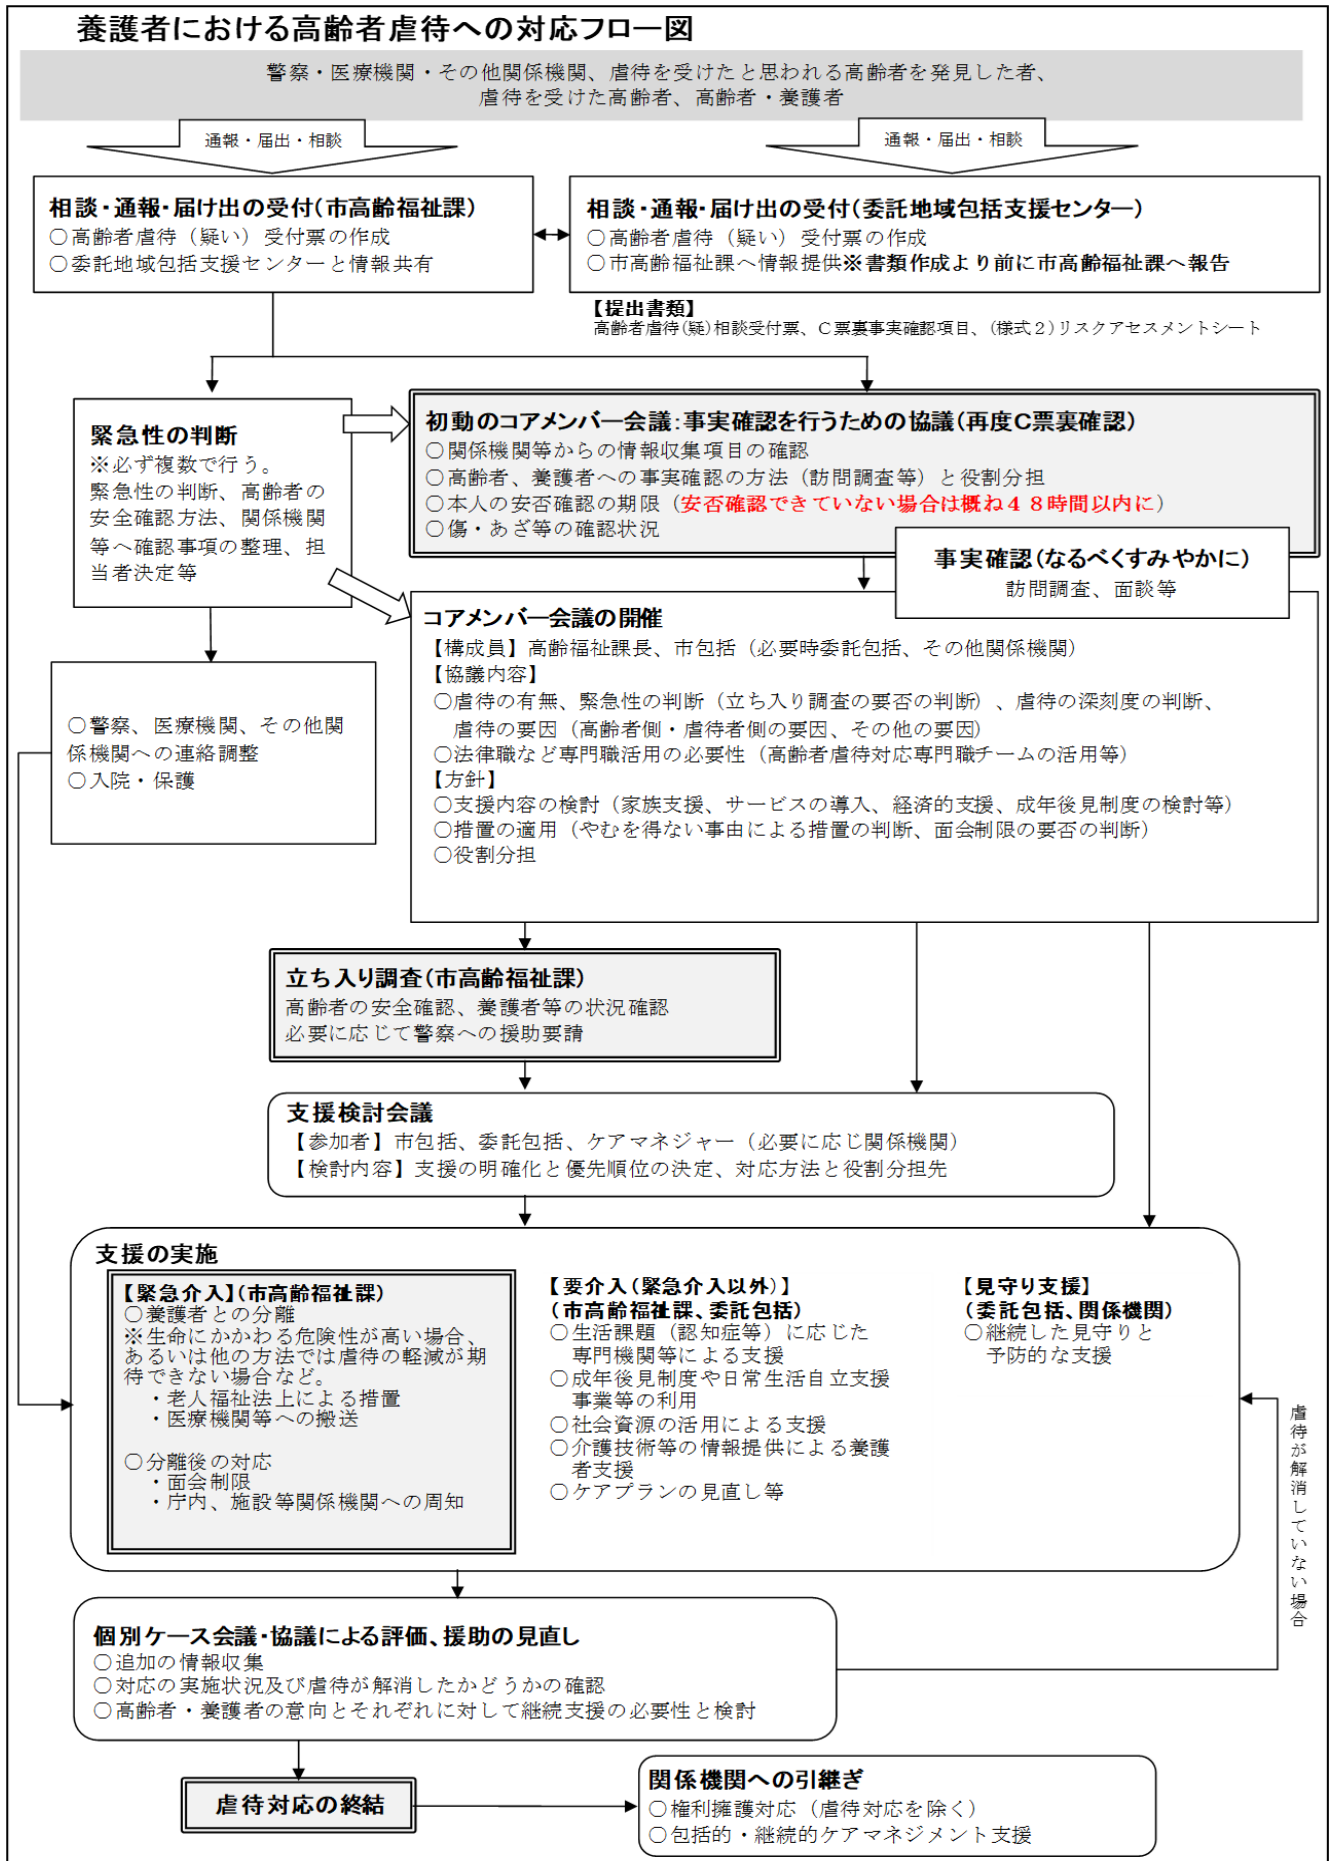 養護者における高齢者虐待への対応フロー図
警察・医療機関・その他関係機関、虐待を受けたと思われる高齢者を発見した者、
虐待を受けた高齢者、高齢者・養護者
通報・届出・相談
通報・届出・相談
相談・通報・届け出の受付（市高齢福祉課）
○高齢者虐待（疑い）受付票の作成
○委託地域包括支援センターと情報共有
相談・通報・届け出の受付（委託地域包括支援センター）
○高齢者虐待（疑い）受付票の作成
○市高齢福祉課へ情報提供※書類作成より前に市高齢福祉課へ報告
【提出書類】
高齢者虐待（疑）相談受付票、Ｃ票裏事実確認項目、（様式２）リスクアセスメントシート
緊急性の判断
※必ず複数で行う。
緊急性の判断、高齢者の
安全確認方法、関係機関
等へ確認事項の整理、担
当者決定等
初動のコアメンバー会議：事実確認を行うための協議（再度Ｃ票裏確認）
○関係機関等からの情報収集項目の確認
○高齢者、養護者への事実確認の方法（訪問調査等）と役割分担
○本人の安否確認の期限（安否確認できていない場合は概ね４８時間以内に）
○傷・あざ等の確認状況
事実確認（なるべくすみやかに）
訪問調査、面談等
コアメンバー会議の開催
【構成員】高齢福祉課長、市包括（必要時委託包括、その他関係機関）
【協議内容】
○虐待の有無、緊急性の判断（立ち入り調査の要否の判断）、虐待の深刻度の判断、
虐待の要因（高齢者側・虐待者側の要因、その他の要因）
○法律職など専門職活用の必要性（高齢者虐待対応専門職チームの活用等）
【方針】
○支援内容の検討（家族支援、サービスの導入、経済的支援、成年後見制度の検討等）
○措置の適用（やむを得ない事由による措置の判断、面会制限の要否の判断）
○役割分担
○警察、医療機関、その他関
係機関への連絡調整
○入院・保護
立ち入り調査（市高齢福祉課）
高齢者の安全確認、養護者等の状況確認
必要に応じて警察への援助要請
支援検討会議
【参加者】市包括、委託包括、ケアマネジャー（必要に応じ関係機関）
【検討内容】支援の明確化と優先順位の決定、対応方法と役割分担先
支援の実施
【緊急介入】（市高齢福祉課）
○養護者との分離
※生命にかかわる危険性が高い場合、
あるいは他の方法では虐待の軽減が期
待できない場合など。
・老人福祉法上による措置
・医療機関等への搬送
○分離後の対応
・面会制限
・庁内、施設等関係機関への周知
【要介入（緊急介入以外）】
（市高齢福祉課、委託包括）
○生活課題（認知症等）に応じた
専門機関等による支援
○成年後見制度や日常生活自立支援
事業等の利用
○社会資源の活用による支援
○介護技術等の情報提供による養護
者支援
○ケアプランの見直し等
【見守り支援】
（委託包括、関係機関）
○継続した見守りと
予防的な支援
虐待が解消していない場合
個別ケース会議・協議による評価、援助の見直し
○追加の情報収集
○対応の実施状況及び虐待が解消したかどうかの確認
○高齢者・養護者の意向とそれぞれに対して継続支援の必要性と検討
虐待対応の終結
関係機関への引継ぎ
○権利擁護対応（虐待対応を除く）
○包括的・継続的ケアマネジメント支援